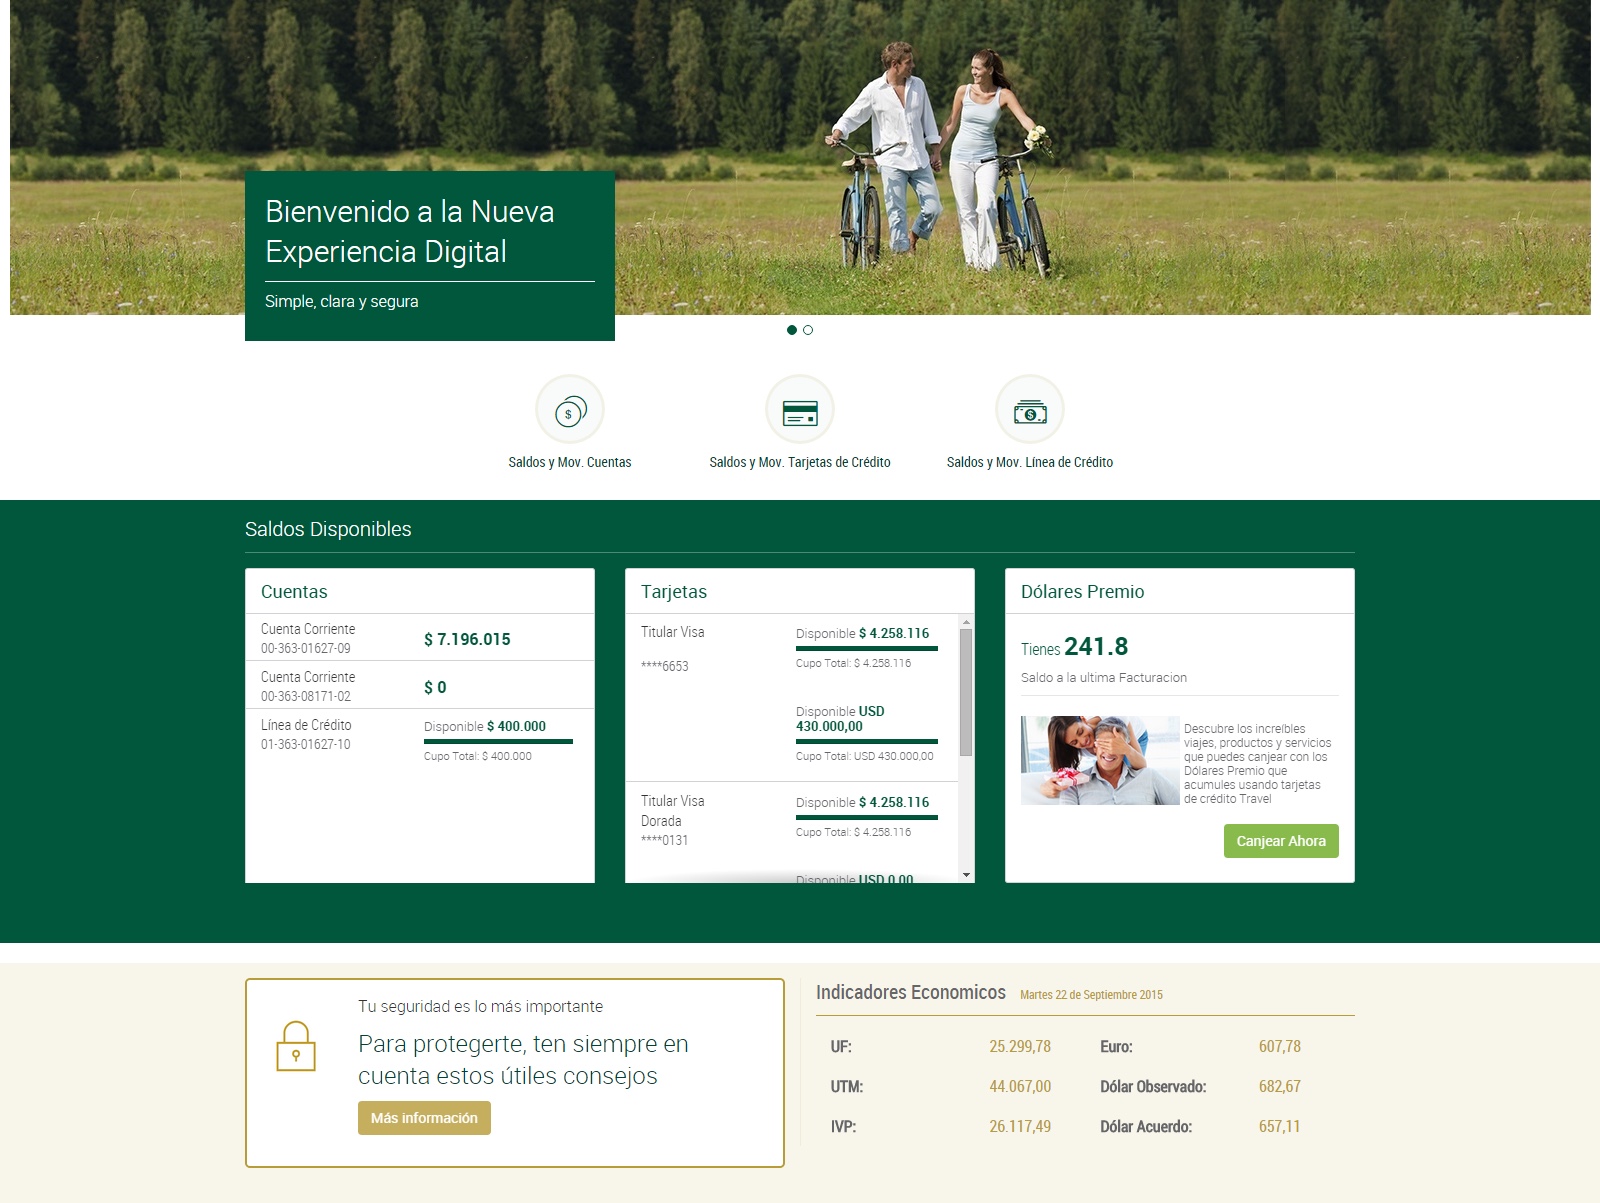 Bienvenido a la Nueva
Experiencia Digital
Simple, clara y segura
Saldos y Mov. Cuentas
Saldos y Mov. Tarjetas de Crédito
Saldos y Mov. Línea de Crédito
Saldos Disponibles
Cuentas
Cuenta Corriente
00-363-01627-09
$ 7.196.015
Cuenta Corriente
00-363-08171-02
$ 0
Línea de Crédito
01-363-01627-10
Disponible $ 400.000
Cupo Total: $ 400.000
Tarjetas
Titular Visa
****6653
Disponible $ 4.258.116
Cupo Total: $ 4.258.116
Disponible USD
430.000,00
Cupo Total: USD 430.000,00
Titular Visa
Dorada
****0131
Disponible $ 4.258.116
Cupo Total: $ 4.258.116
Disponible USD 0,00
Dólares Premio
Tienes 241.8
Saldo a la ultima Facturacion
Descubre los increíbles
viajes, productos y servicios
que puedes canjear con los
Dólares Premio que
acumules usando tarjetas
de crédito Travel
Canjear Ahora
Tu seguridad es lo más importante
Para protegerte, ten siempre en
cuenta estos útiles consejos
Más información
Indicadores Economicos Martes 22 de Septiembre 2015
UF: 25.299,78 Euro: 607,78
UTM: 44.067,00 Dólar Observado: 682,67
IVP: 26.117,49 Dólar Acuerdo: 657,11